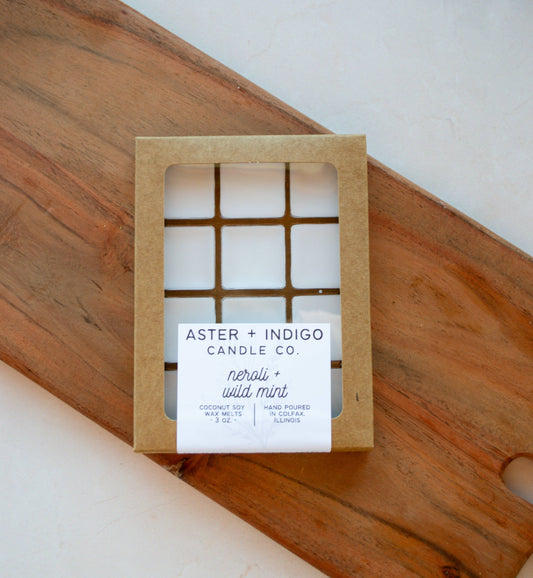 ASTER + INDIGO
CANDLE CO.
neroli +
wild mint
COCONUT SOY
WAX MELTS
- 3 OZ. -
HAND POURED
IN COLFAX,
ILLINOIS